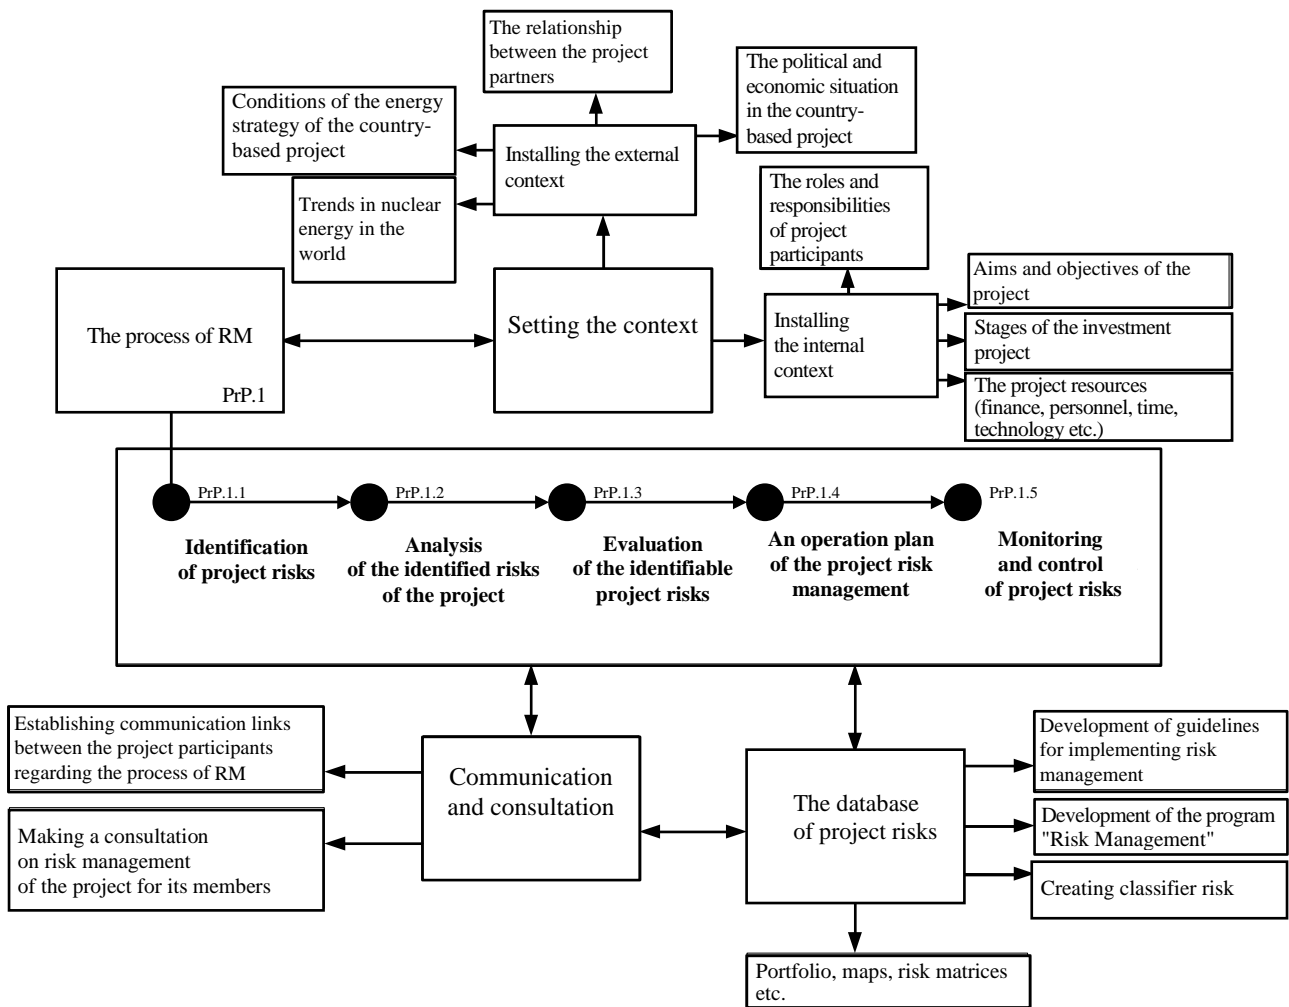 The relationship
between the project
partners
The political and
economic situation
in the country-
based project
Conditions of the energy
strategy of the country-
based project
Installing the external
context
Trends in nuclear
energy in the
world
The roles and
responsibilities
of project
participants
The process of RM
PrP.1
Setting the context
Installing
the internal
context
Aims and objectives of the
project
Stages of the investment
project
The project resources
(finance, personnel, time,
technology etc.)
PrP.1.1
PrP.1.2
PrP.1.3
PrP.1.4
PrP.1.5
Identification
of project risks
Analysis
of the identified risks
of the project
Evaluation
of the identifiable
project risks
An operation plan
of the project risk
management
Monitoring
and control
of project risks
Establishing communication links
between the project participants
regarding the process of RM
Making a consultation
on risk management
of the project for its members
Communication
and consultation
The database
of project risks
Development of guidelines
for implementing risk
management
Development of the program
"Risk Management"
Creating classifier risk
Portfolio, maps, risk matrices
etc.